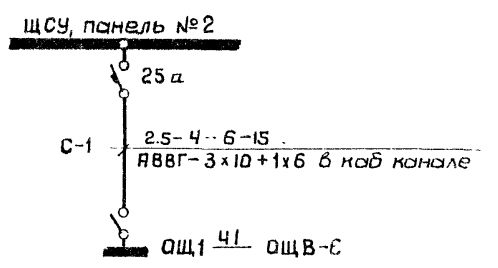 ЩСУ, панель №2
25а
С-1
2.5-4--6-15
АВВГ-3×10+1×6 в каб канале
ОЩ1 41 ОЩВ-6